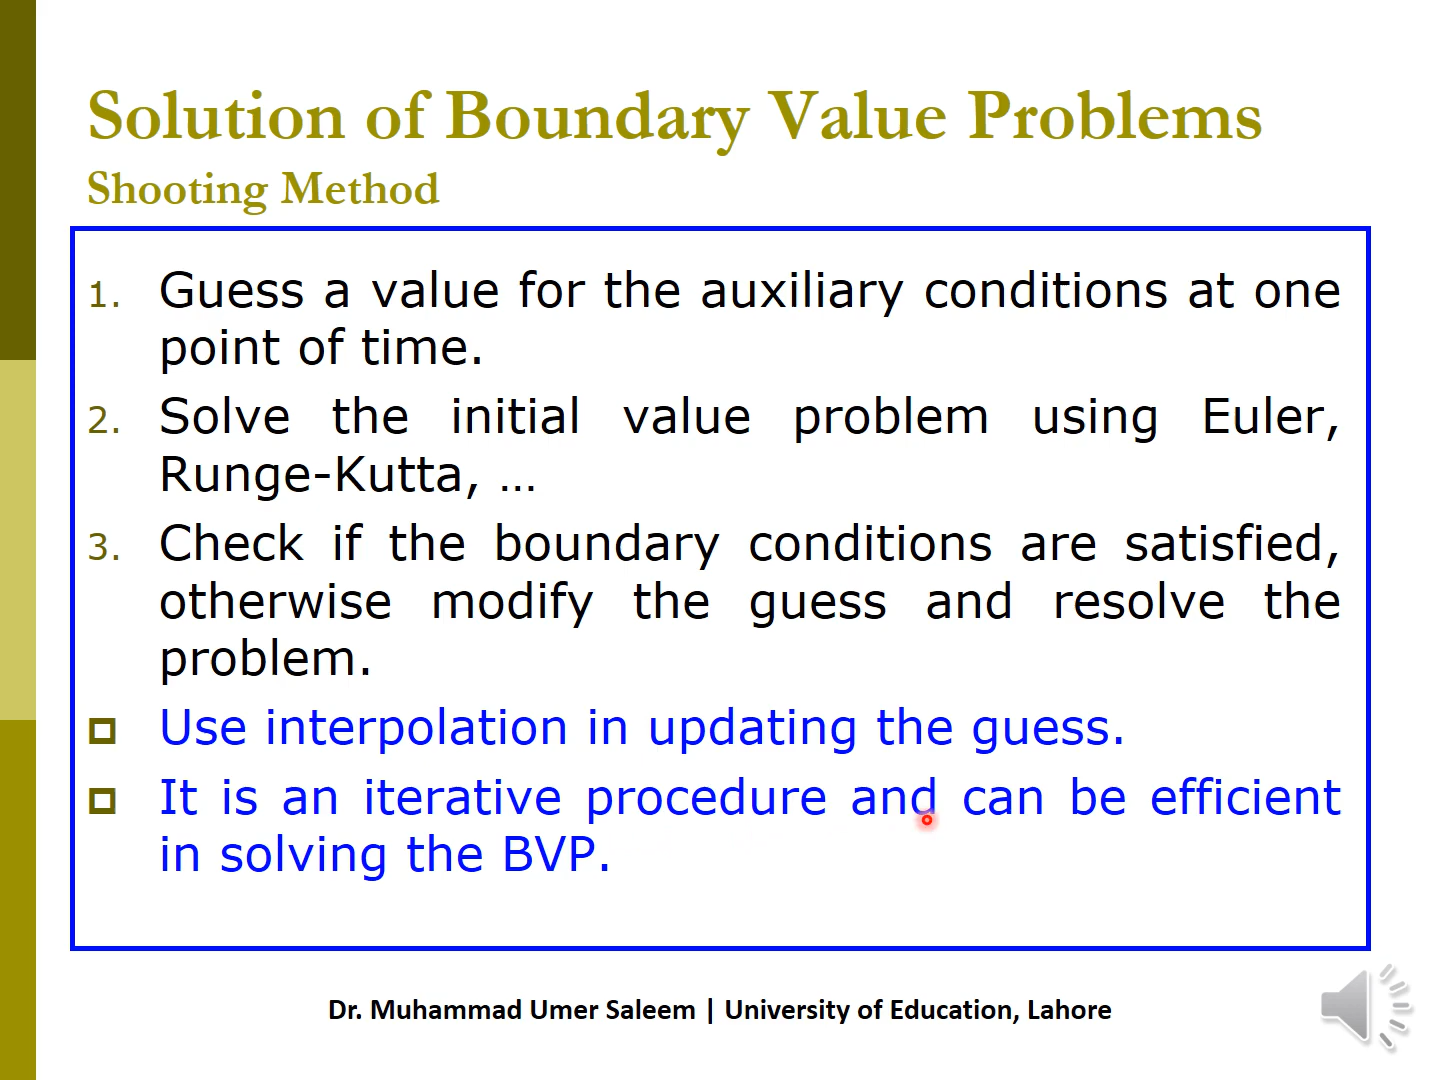 Solution of Boundary Value Problems
Shooting Method
1. Guess a value for the auxiliary conditions at one
point of time.
2. Solve the initial value problem using Euler,
Runge-Kutta, …
3. Check if the boundary conditions are satisfied,
otherwise modify the guess and resolve the
problem.
Use interpolation in updating the guess.
It is an iterative procedure and can be efficient
in solving the BVP.
Dr. Muhammad Umer Saleem | University of Education, Lahore